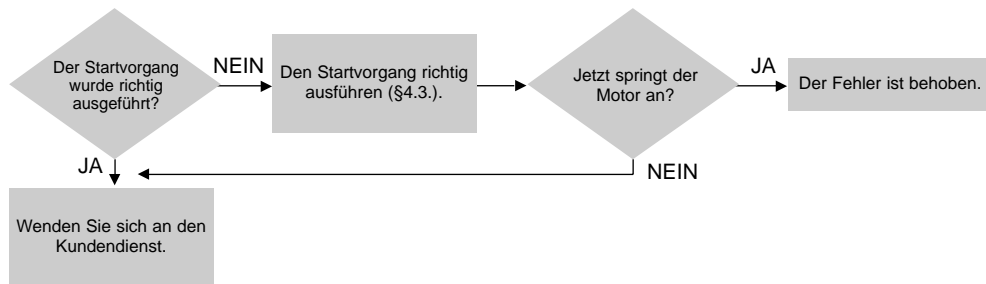 Der Startvorgang
wurde richtig
ausgeführt?
NEIN
Den Startvorgang richtig
ausführen (§4.3.).
Jetzt springt der
Motor an?
JA
Der Fehler ist behoben.
JA
NEIN
Wenden Sie sich an den
Kundendienst.